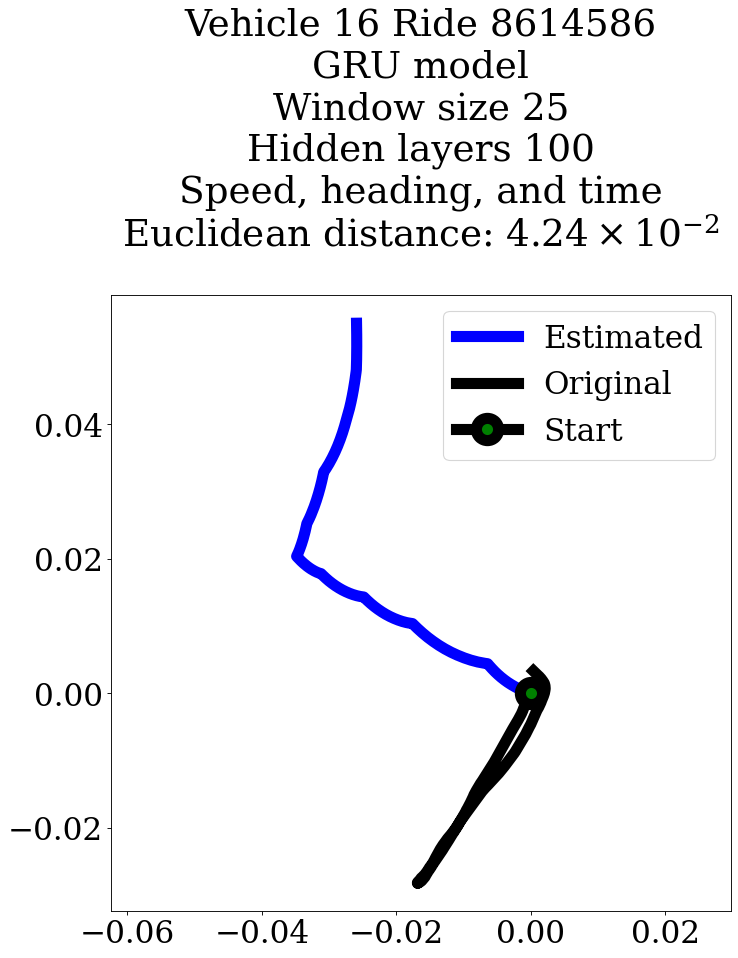 Vehicle 16 Ride 8614586
GRU model
Window size 25
Hidden layers 100
Speed, heading, and time
Euclidean distance: 4.24 × 10⁻²
Estimated
Original
Start
0.04
0.02
0.00
−0.02
−0.06 −0.04 −0.02 0.00 0.02